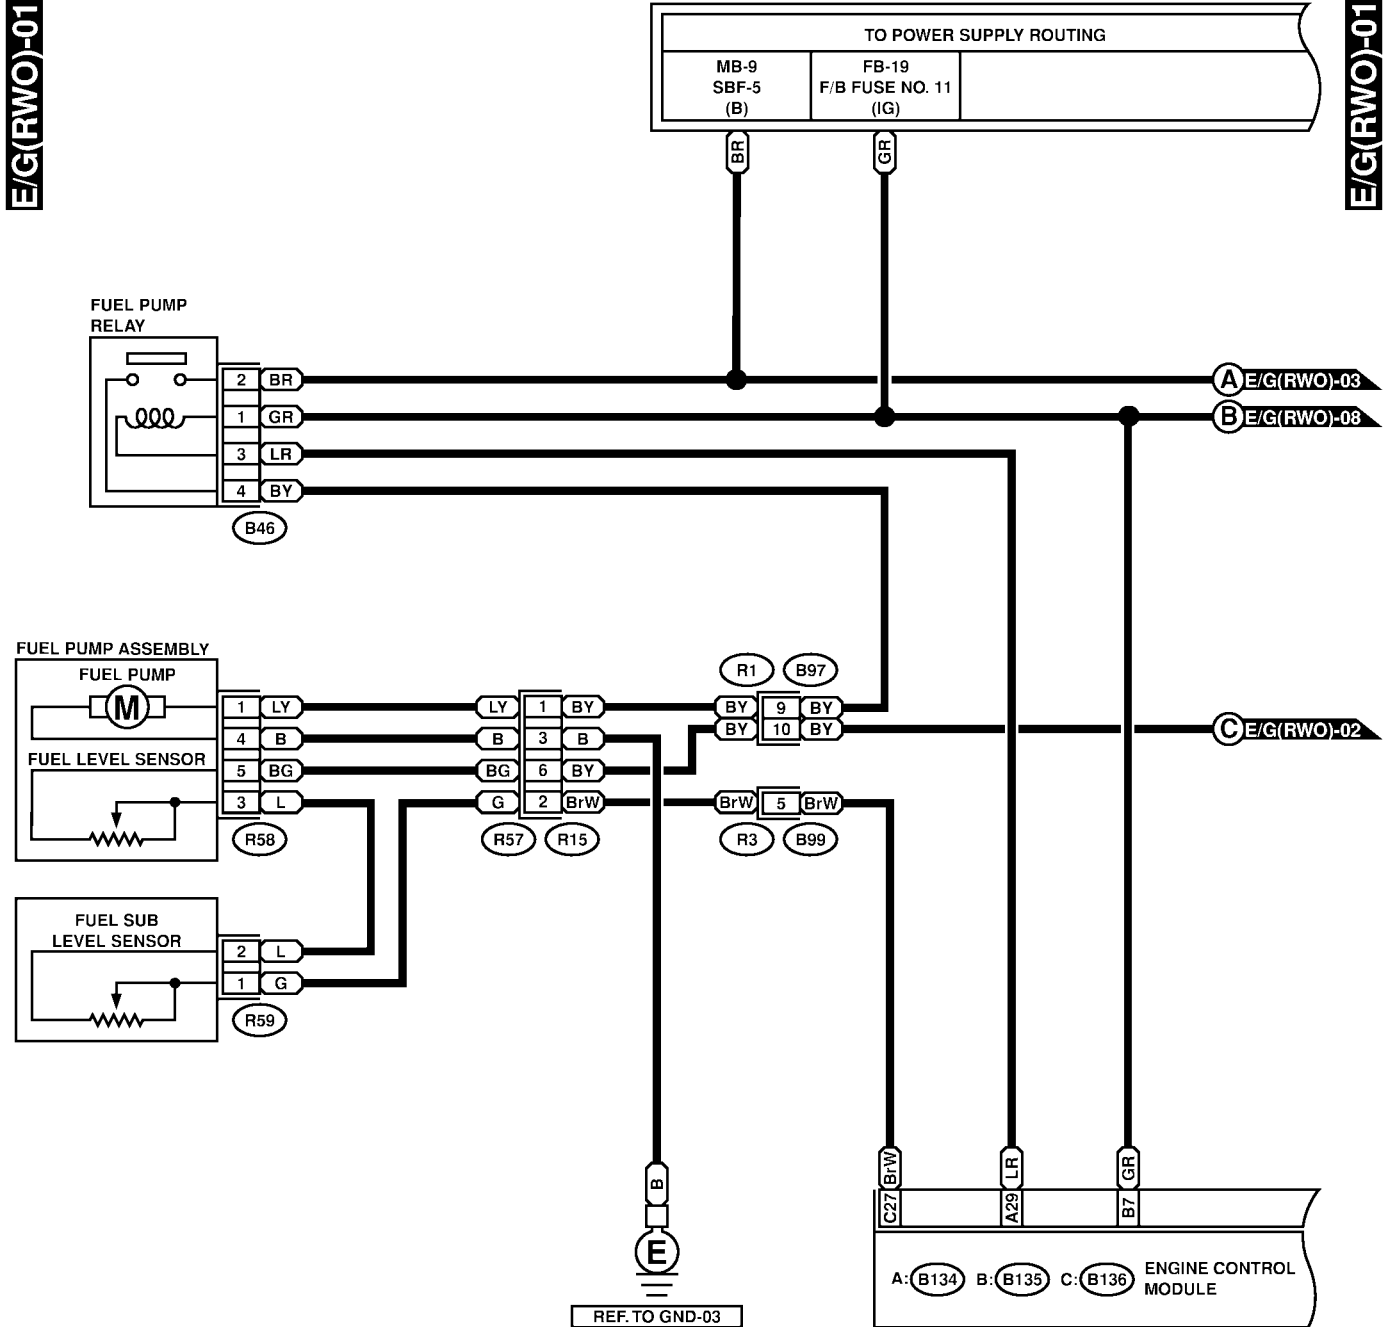 E/G(RWO)-01
E/G(RWO)-01
TO POWER SUPPLY ROUTING
MB-9
SBF-5
(B)
FB-19
F/B FUSE NO. 11
(IG)
BR
GR
FUEL PUMP
RELAY
2 BR
A E/G(RWO)-03
1 GR
B E/G(RWO)-08
3 LR
4 BY
B46
FUEL PUMP ASSEMBLY
FUEL PUMP
M
R1 B97
1 LY LY 1 BY BY 9 BY
4 B B 3 B BY 10 BY
C E/G(RWO)-02
FUEL LEVEL SENSOR
5 BG BG 6 BY
3 L G 2 BrW BrW 5 BrW
R58 R57 R15 R3 B99
FUEL SUB
LEVEL SENSOR
2 L
1 G
R59
B
E
REF. TO GND-03
BrW
LR
GR
C27
A29
B7
A: B134 B: B135 C: B136
ENGINE CONTROL
MODULE